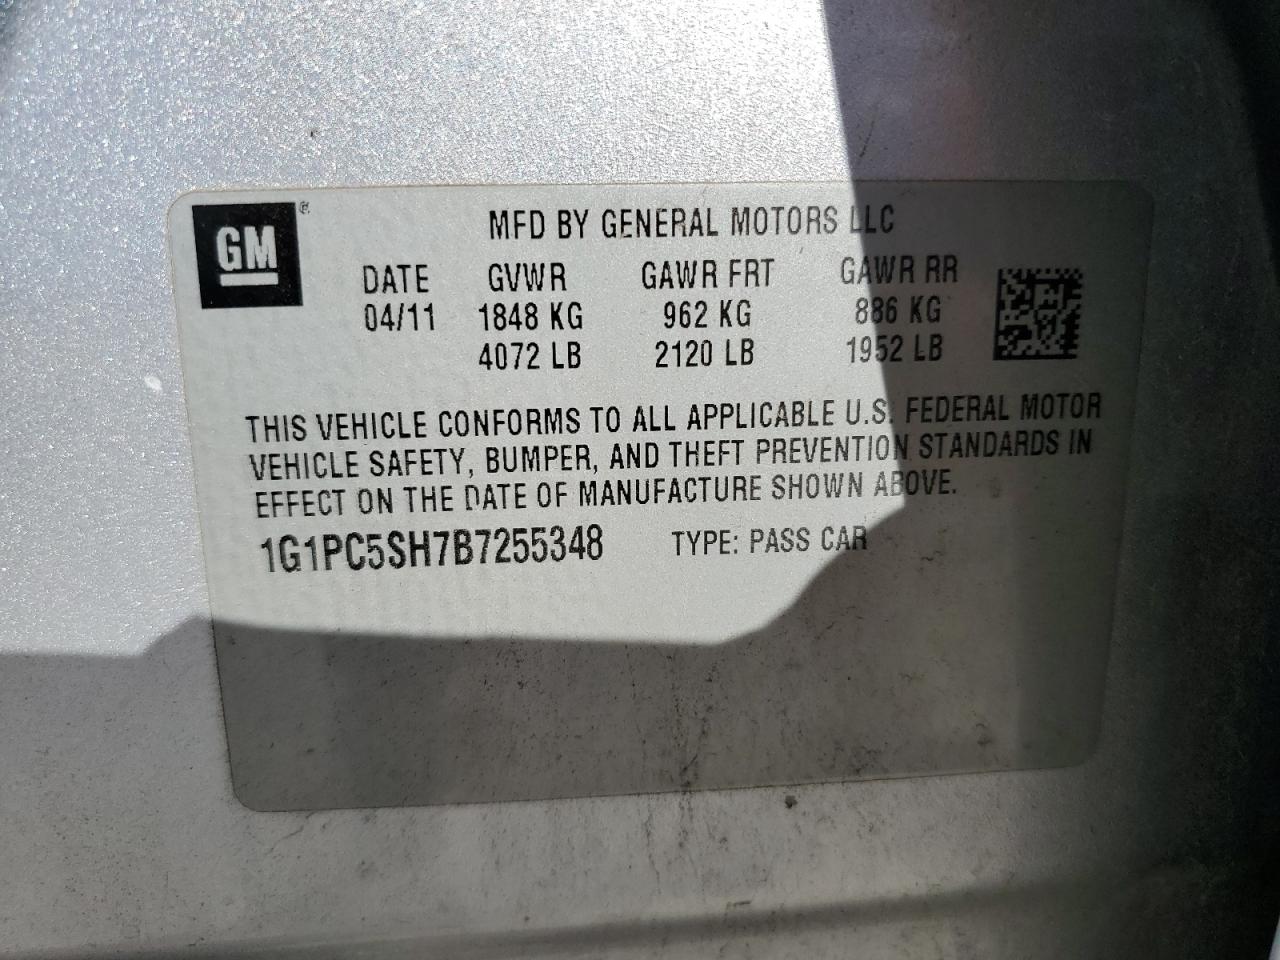 GM®
MFD BY GENERAL MOTORS LLC
DATE GVWR GAWR FRT GAWR RR
04/11 1848 KG 962 KG 886 KG
4072 LB 2120 LB 1952 LB
THIS VEHICLE CONFORMS TO ALL APPLICABLE U.S. FEDERAL MOTOR
VEHICLE SAFETY, BUMPER, AND THEFT PREVENTION STANDARDS IN
EFFECT ON THE DATE OF MANUFACTURE SHOWN ABOVE.
1G1PC5SH7B7255348 TYPE: PASS CAR